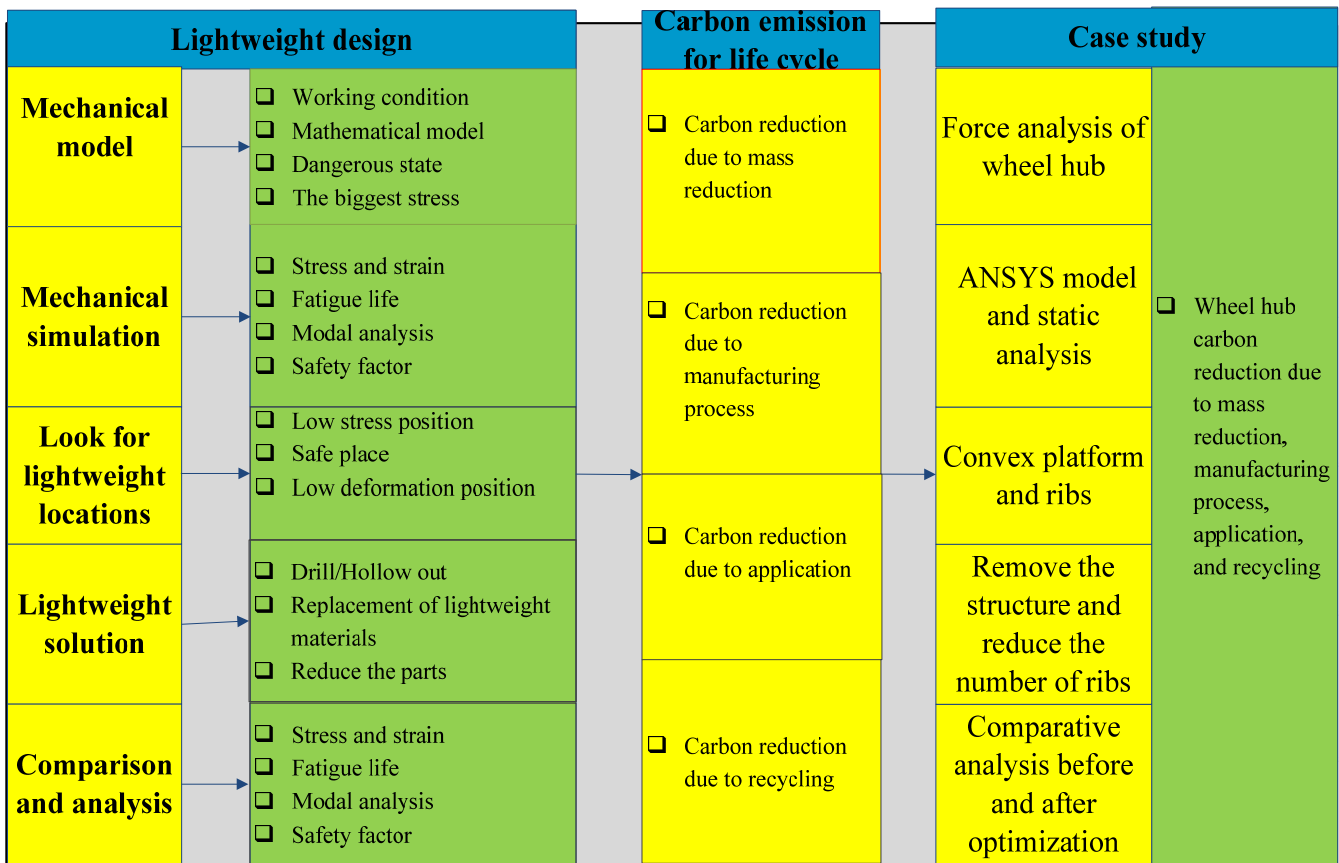 Lightweight design
Mechanical
model
❑ Working condition
❑ Mathematical model
❑ Dangerous state
❑ The biggest stress
Mechanical
simulation
❑ Stress and strain
❑ Fatigue life
❑ Modal analysis
❑ Safety factor
Look for
lightweight
locations
❑ Low stress position
❑ Safe place
❑ Low deformation position
Lightweight
solution
❑ Drill/Hollow out
❑ Replacement of lightweight
materials
❑ Reduce the parts
Comparison
and analysis
❑ Stress and strain
❑ Fatigue life
❑ Modal analysis
❑ Safety factor
Carbon emission
for life cycle
❑ Carbon reduction
due to mass
reduction
❑ Carbon reduction
due to
manufacturing
process
❑ Carbon reduction
due to application
❑ Carbon reduction
due to recycling
Case study
Force analysis of
wheel hub
ANSYS model
and static
analysis
Convex platform
and ribs
Remove the
structure and
reduce the
number of ribs
Comparative
analysis before
and after
optimization
❑ Wheel hub
carbon
reduction due
to mass
reduction,
manufacturing
process,
application,
and recycling